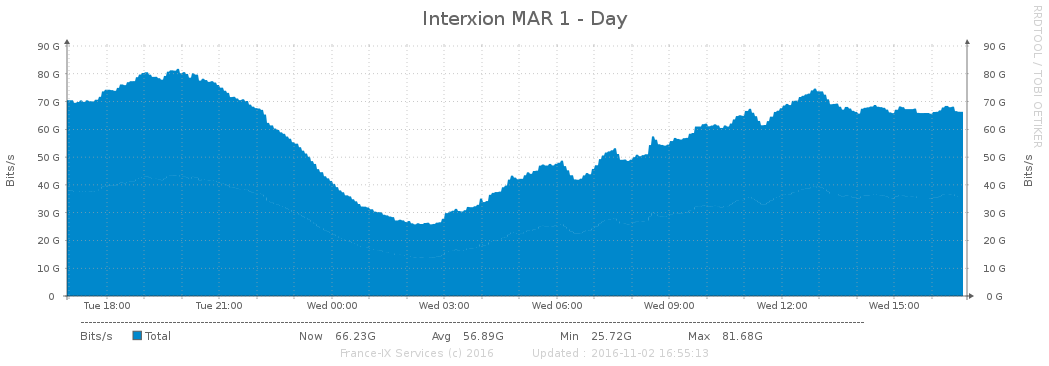 Interxion MAR 1 - Day
RRDTOOL / TOBI OETIKER
90 G 90 G
80 G 80 G
70 G 70 G
60 G 60 G
50 G 50 G
40 G 40 G
30 G 30 G
20 G 20 G
10 G 10 G
0 0 G
Bits/s
Bits/s
Tue 18:00 Tue 21:00 Wed 00:00 Wed 03:00 Wed 06:00 Wed 09:00 Wed 12:00 Wed 15:00
Bits/s Total Now 66.23G Avg 56.89G Min 25.72G Max 81.68G
France-IX Services (c) 2016 Updated : 2016-11-02 16:55:13